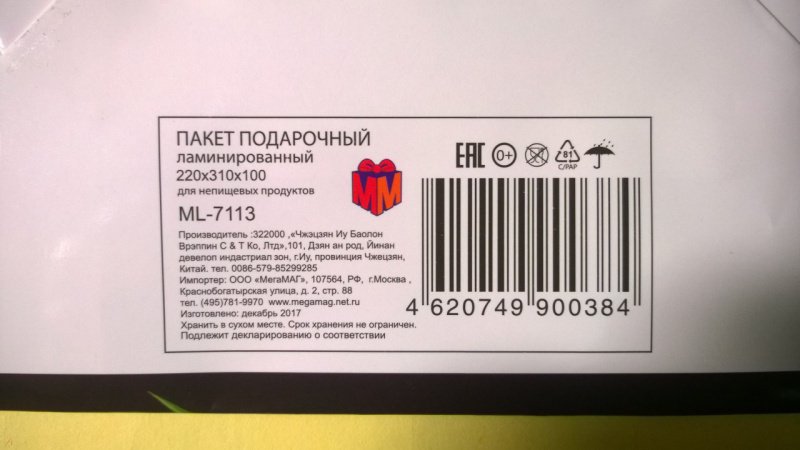 ПАКЕТ ПОДАРОЧНЫЙ
ламинированный
220х310х100
для непищевых продуктов
ML-7113
Производитель :322000 ,«Чжэцзян Иу Баолон
Врэппин С & Т Ко, Лтд»,101, Дзян ан род, Йинан
девелоп индастриал зон, г.Иу, провинция Чжецзян,
Китай. тел. 0086-579-85299285
Импортер: ООО «МегаМАГ», 107564, РФ, г.Москва ,
Краснобогатырская улица, д. 2, стр. 88
тел (495)781-9970 www.megamag.net.ru
Изготовлено: декабрь 2017
Хранить в сухом месте. Срок хранения не ограничен.
Подлежит декларированию о соответствии
ММ
ЕАС 0+ 81
C/PAP
4 620749 900384